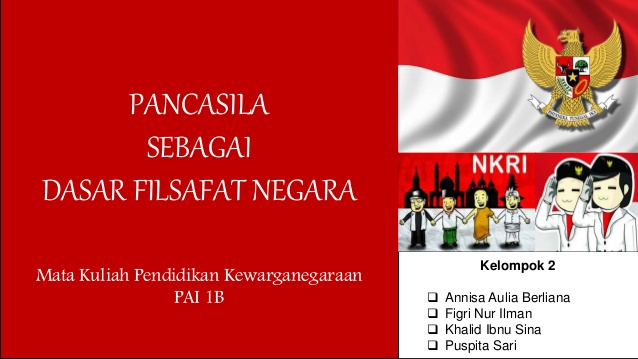 PANCASILA
SEBAGAI
DASAR FILSAFAT NEGARA
Mata Kuliah Pendidikan Kewarganegaraan
PAI 1B
NKRI
Kelompok 2
Annisa Aulia Berliana
Figri Nur Ilman
Khalid Ibnu Sina
Puspita Sari